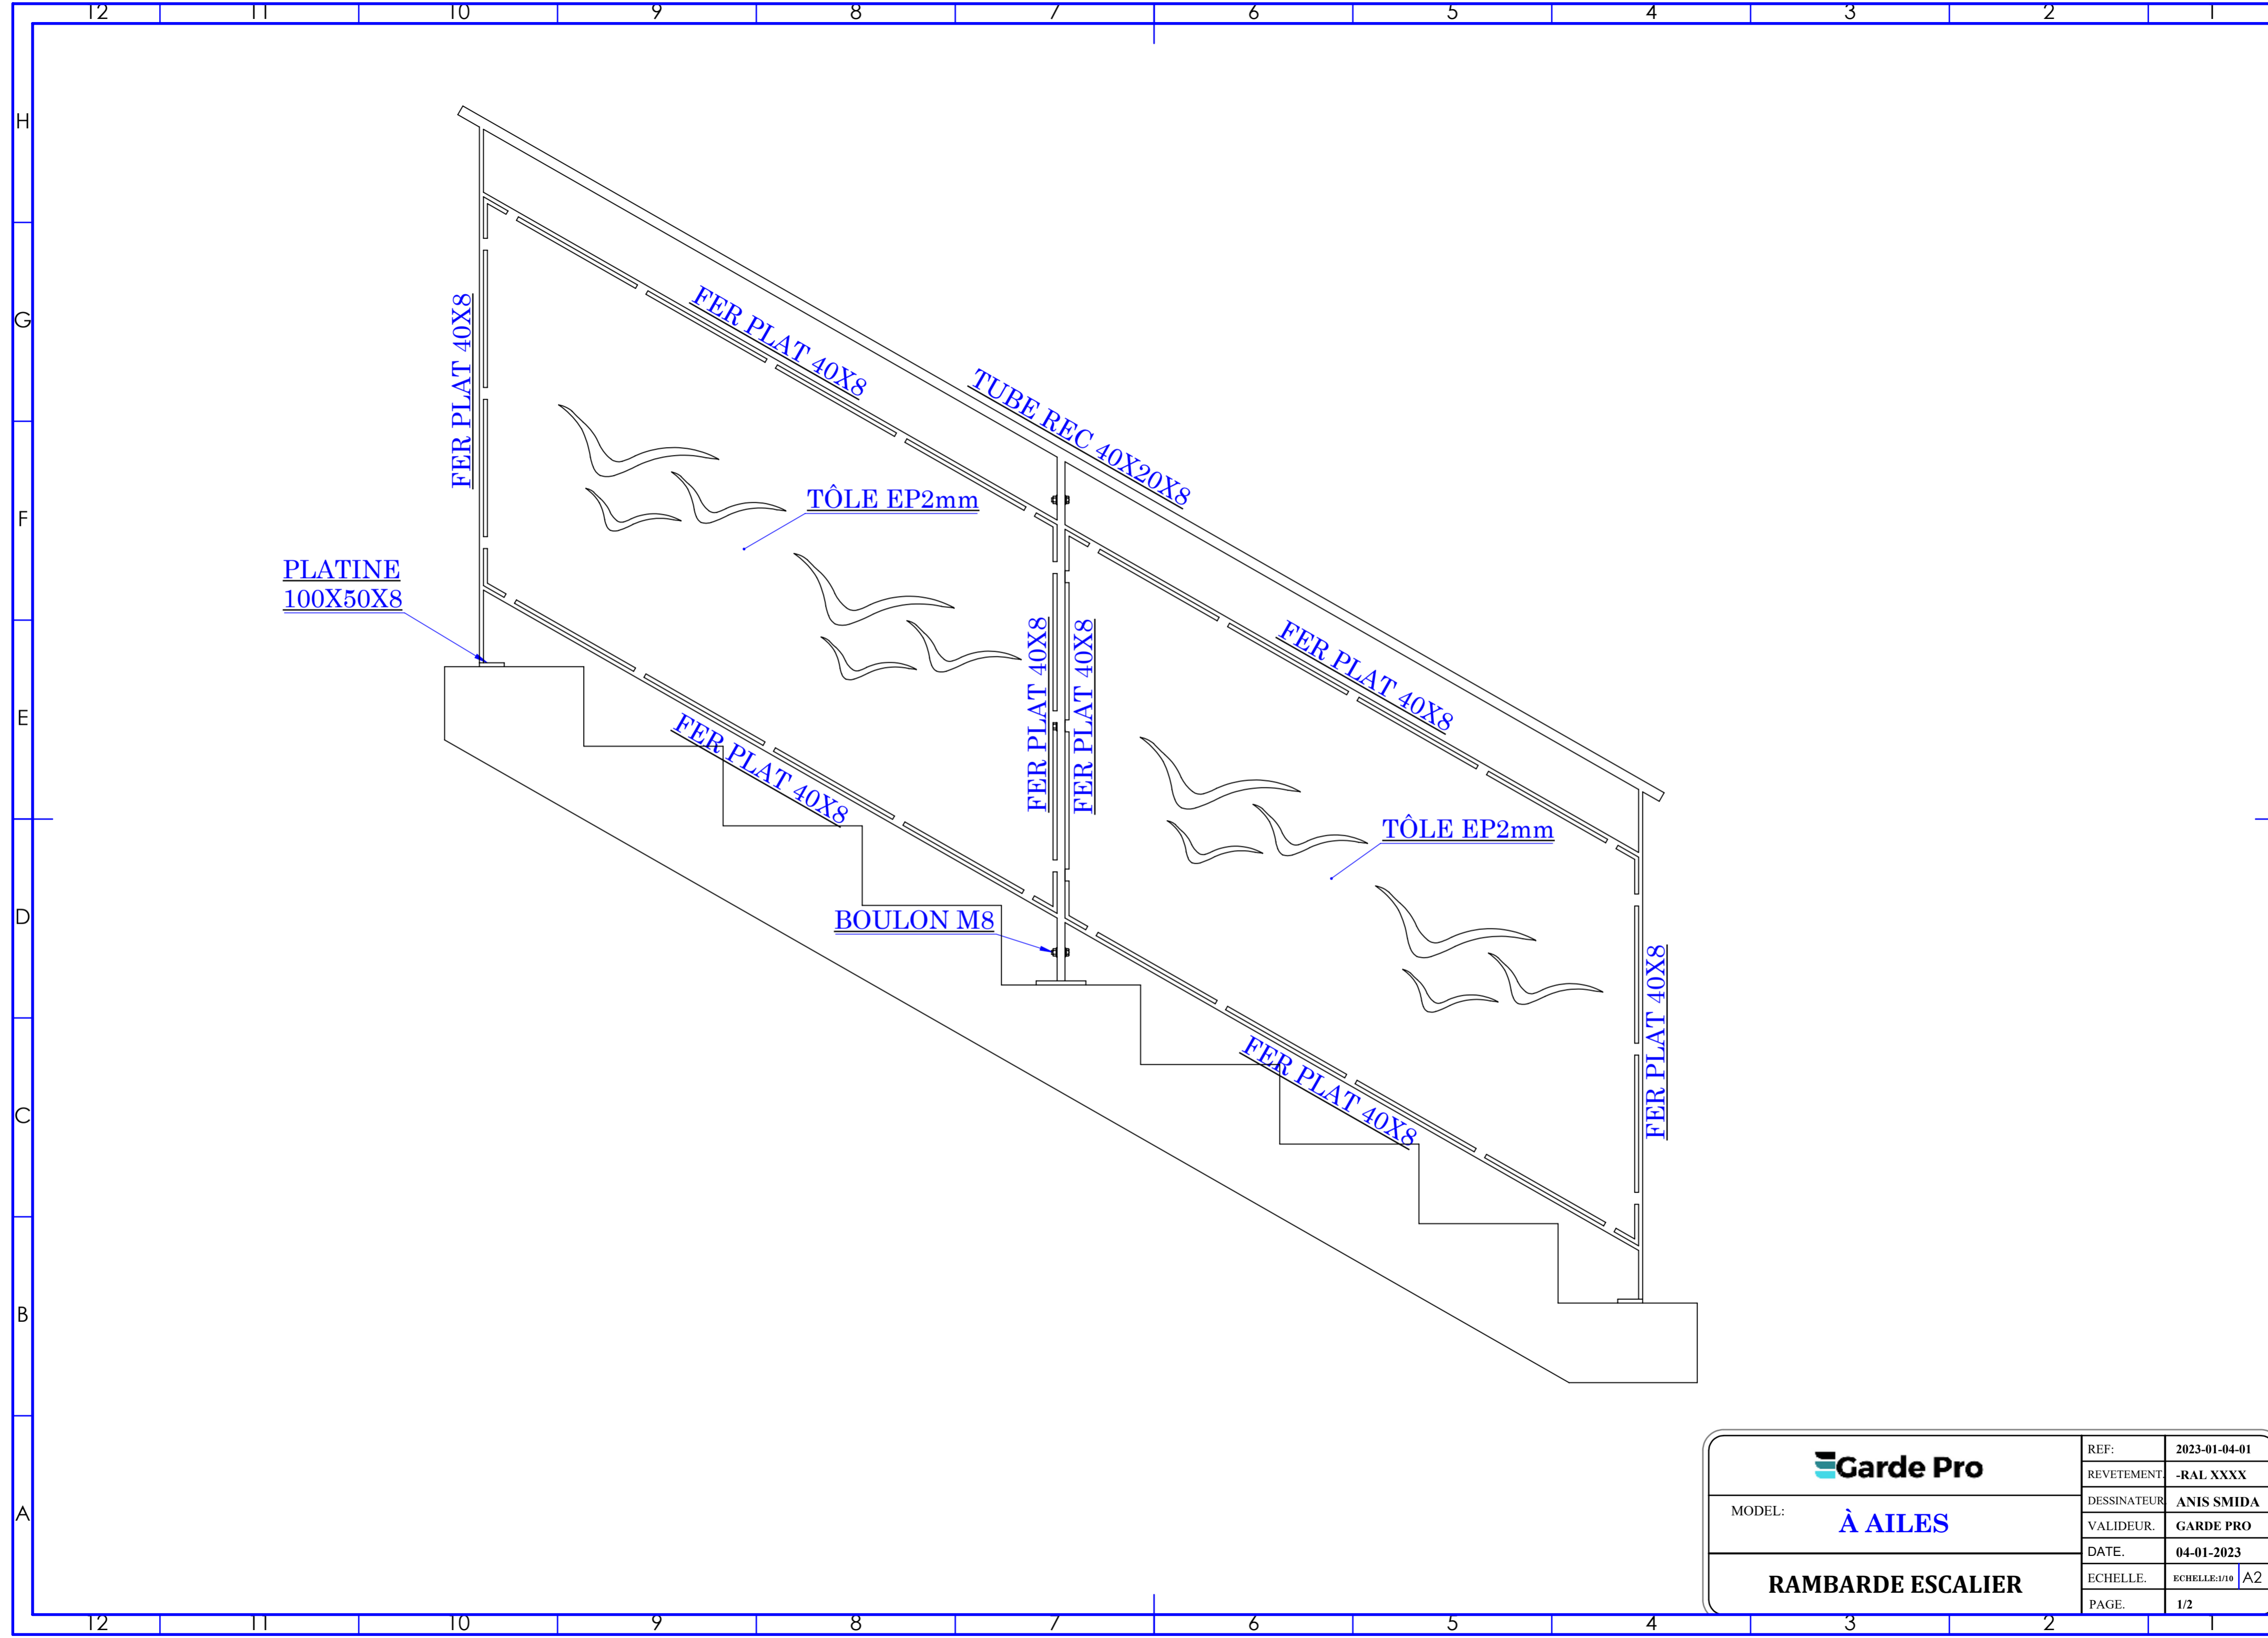 12 11 10 9 8 7 6 5 4 3 2 1
H
G
F
E
D
C
B
A
FER PLAT 40X8
FER PLAT 40X8
TUBE REC 40X20X8
TÔLE EP2mm
PLATINE
100X50X8
FER PLAT 40X8
FER PLAT 40X8
FER PLAT 40X8
FER PLAT 40X8
TÔLE EP2mm
BOULON M8
FER PLAT 40X8
FER PLAT 40X8
Garde Pro
MODEL:
À AILES
RAMBARDE ESCALIER
REF: 2023-01-04-01
REVETEMENT. -RAL XXXX
DESSINATEUR ANIS SMIDA
VALIDEUR. GARDE PRO
DATE. 04-01-2023
ECHELLE. ECHELLE:1/10 A2
PAGE. 1/2
12 11 10 9 8 7 6 5 4 3 2 1